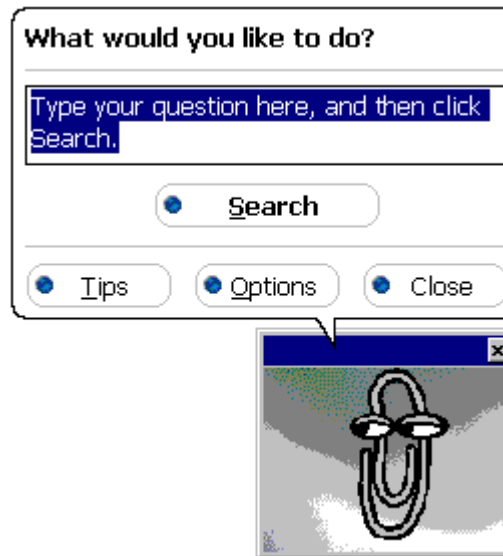 What would you like to do?
Type your question here, and then click
Search.
Search
Tips
Options
Close